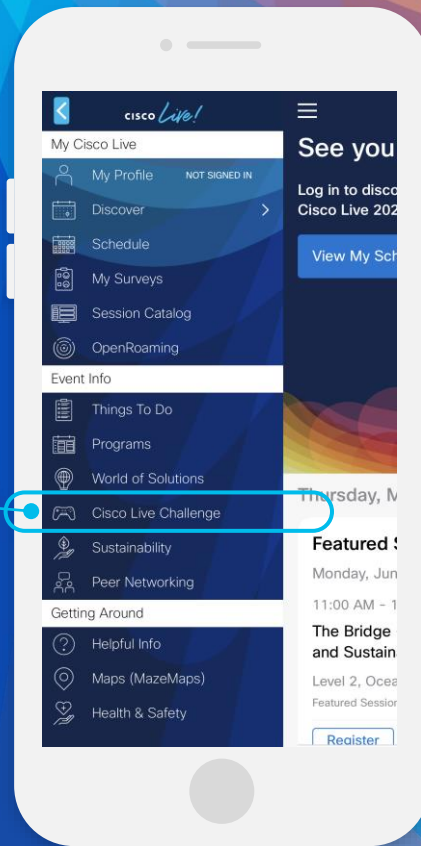 cisco Live!
My Cisco Live
My Profile NOT SIGNED IN
Discover
Schedule
My Surveys
Session Catalog
OpenRoaming
Event Info
Things To Do
Programs
World of Solutions
Cisco Live Challenge
Sustainability
Peer Networking
Getting Around
Helpful Info
Maps (MazeMaps)
Health & Safety
See you
Log in to disco
Cisco Live 202
View My Sch
Thursday, M
Featured S
Monday, Jun
11:00 AM - 1
The Bridge
and Sustain
Level 2, Ocea
Featured Session
Register